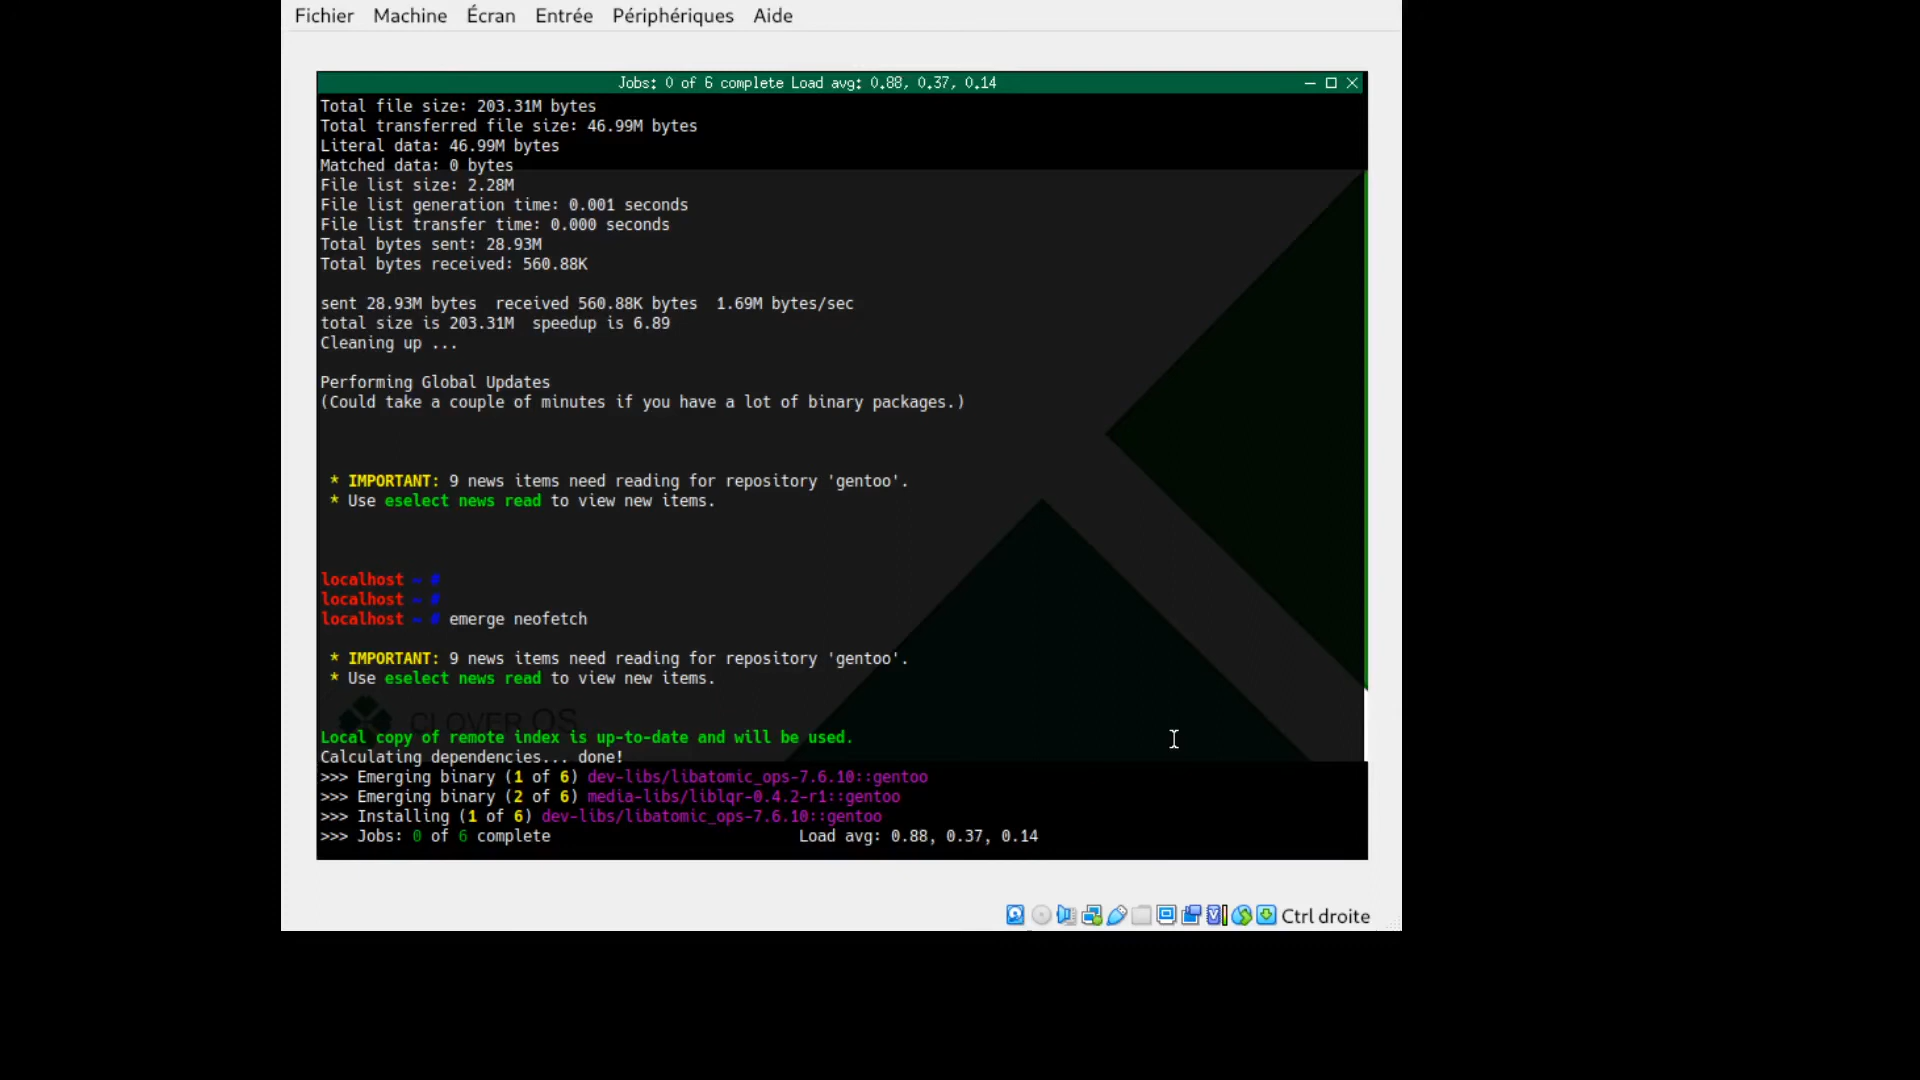 Fichier Machine Écran Entrée Périphériques Aide
Jobs: 0 of 6 complete Load avg: 0.88, 0.37, 0.14
Total file size: 203.31M bytes
Total transferred file size: 46.99M bytes
Literal data: 46.99M bytes
Matched data: 0 bytes
File list size: 2.28M
File list generation time: 0.001 seconds
File list transfer time: 0.000 seconds
Total bytes sent: 28.93M
Total bytes received: 560.88K
sent 28.93M bytes  received 560.88K bytes  1.69M bytes/sec
total size is 203.31M  speedup is 6.89
Cleaning up ...
Performing Global Updates
(Could take a couple of minutes if you have a lot of binary packages.)
* IMPORTANT: 9 news items need reading for repository 'gentoo'.
* Use eselect news read to view new items.
localhost ~ #
localhost ~ #
localhost ~ # emerge neofetch
* IMPORTANT: 9 news items need reading for repository 'gentoo'.
* Use eselect news read to view new items.
CLOVER OS
Local copy of remote index is up-to-date and will be used.
Calculating dependencies... done!
>>> Emerging binary (1 of 6) dev-libs/libatomic_ops-7.6.10::gentoo
>>> Emerging binary (2 of 6) media-libs/liblqr-0.4.2-r1::gentoo
>>> Installing (1 of 6) dev-libs/libatomic_ops-7.6.10::gentoo
>>> Jobs: 0 of 6 complete                           Load avg: 0.88, 0.37, 0.14
Ctrl droite